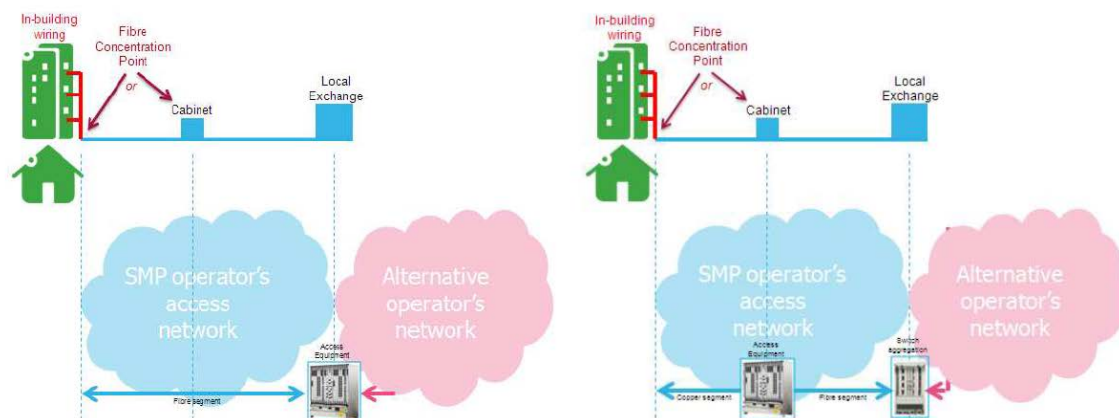 In-building
wiring
Fibre
Concentration
Point
or
Cabinet
Local
Exchange
SMP operator's
access
network
Alternative
operator's
network
Access
Equipment
Fibre segment
In-building
wiring
Fibre
Concentration
Point
or
Cabinet
Local
Exchange
SMP operator's
access
network
Alternative
operator's
network
Access
Equipment
Switch
aggregation
Copper segment
Fibre segment